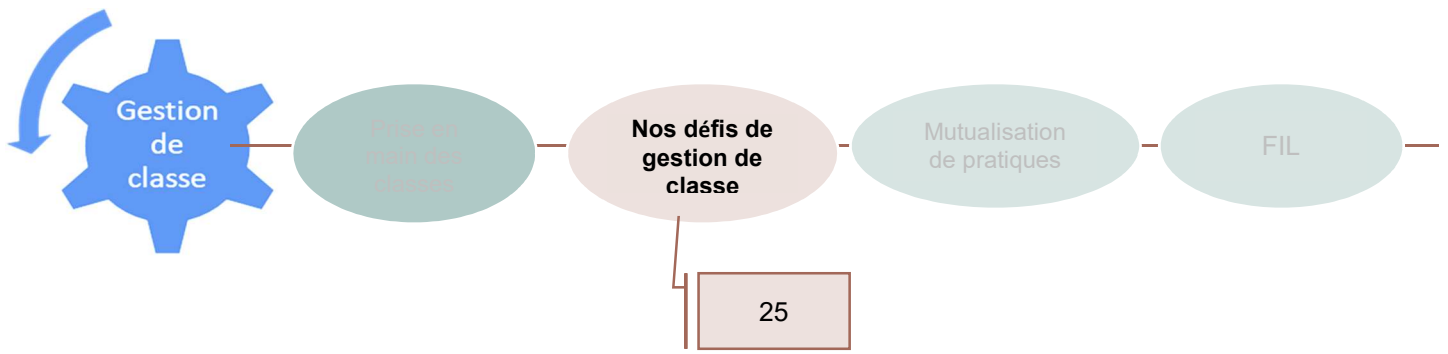 Gestion
de
classe
Prise en
main des
classes
Nos défis de
gestion de
classe
Mutualisation
de pratiques
FIL
25